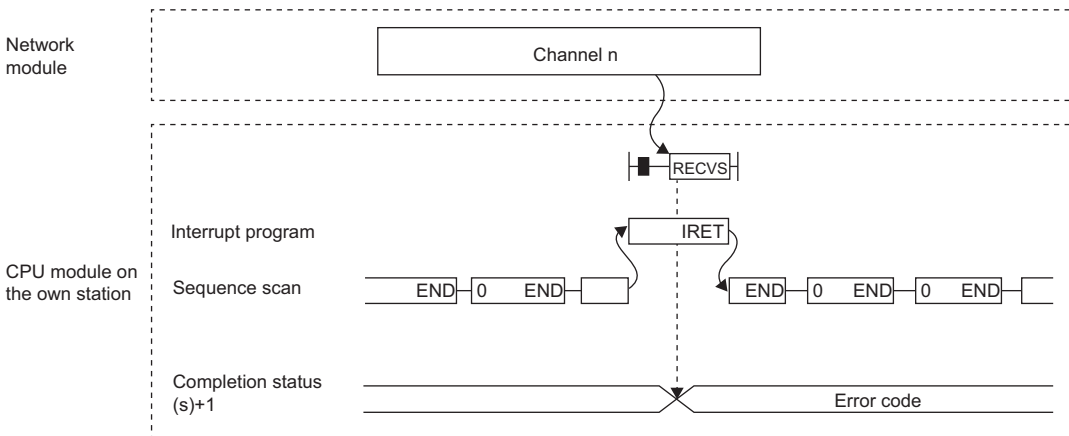 Network
module
Channel n
RECVS
Interrupt program
IRET
CPU module on
the own station
Sequence scan
END 0 END END 0 END 0 END
Completion status
(s)+1
Error code